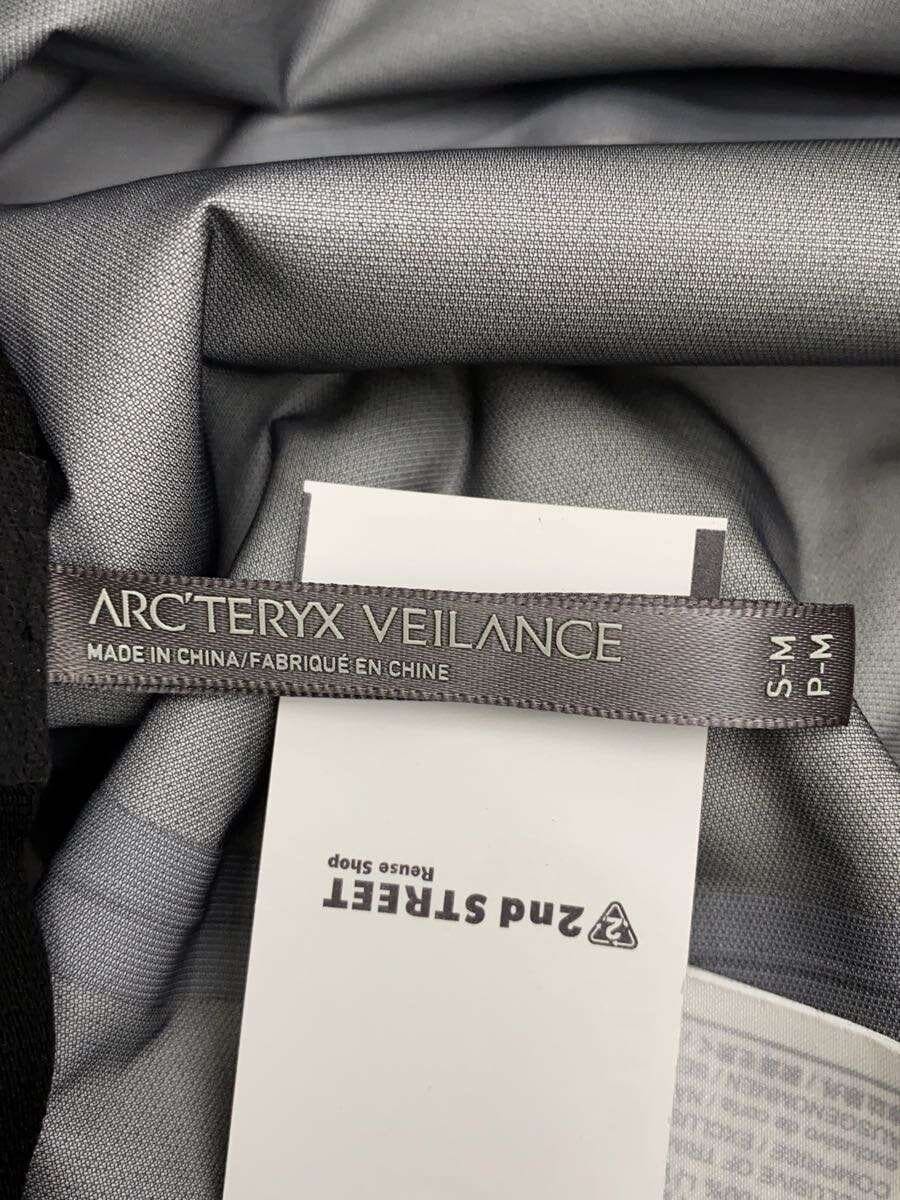 ARC'TERYX VEILANCE
MADE IN CHINA/FABRIQUÉ EN CHINE
S-M
P-M
2nd STREET
Reuse Shop